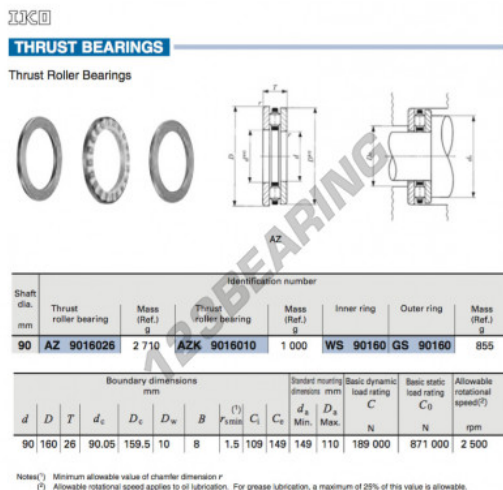 IKO
THRUST BEARINGS
Thrust Roller Bearings
T
r
D
d
AZ
123BEARING
Identification number
Shaft dia. mm Thrust roller bearing Mass (Ref.) g Thrust roller bearing Mass (Ref.) g Inner ring Outer ring Mass (Ref.) g
90 AZ 9016026 2 710 AZK 9016010 1 000 WS 90160 GS 90160 855
Boundary dimensions mm Standard mounting dimensions mm Basic dynamic load rating C N Basic static load rating C0 N Allowable rotational speed(2) rpm
d D T dc Dc Dw B (1) rsmin Ci Ce da Min. Da Max.
90 160 26 90.05 159.5 10 8 1.5 109 149 149 110 189 000 871 000 2 500
Notes(1) Minimum allowable value of chamfer dimension r
(2) Allowable rotational speed applies to oil lubrication. For grease lubrication, a maximum of 25% of this value is allowable.